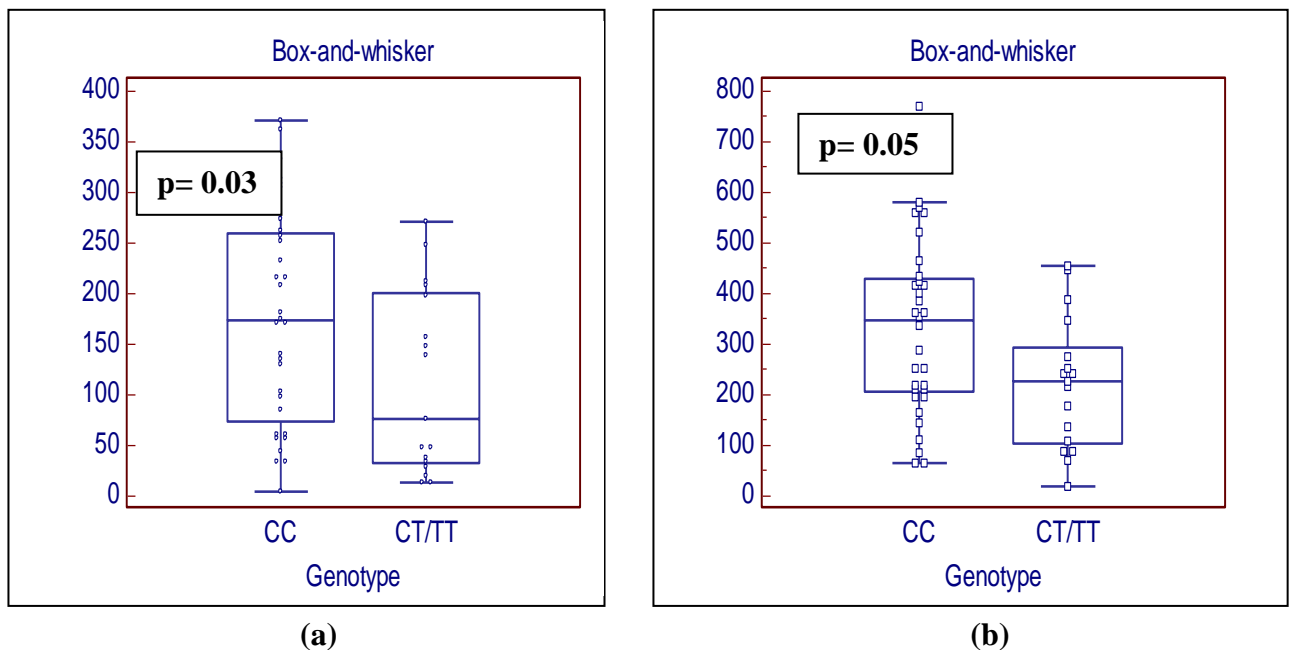 Box-and-whisker
400
350
300
250
200
150
100
50
0
p= 0.03
CC CT/TT
Genotype
(a)
Box-and-whisker
800
700
600
500
400
300
200
100
0
p= 0.05
CC CT/TT
Genotype
(b)